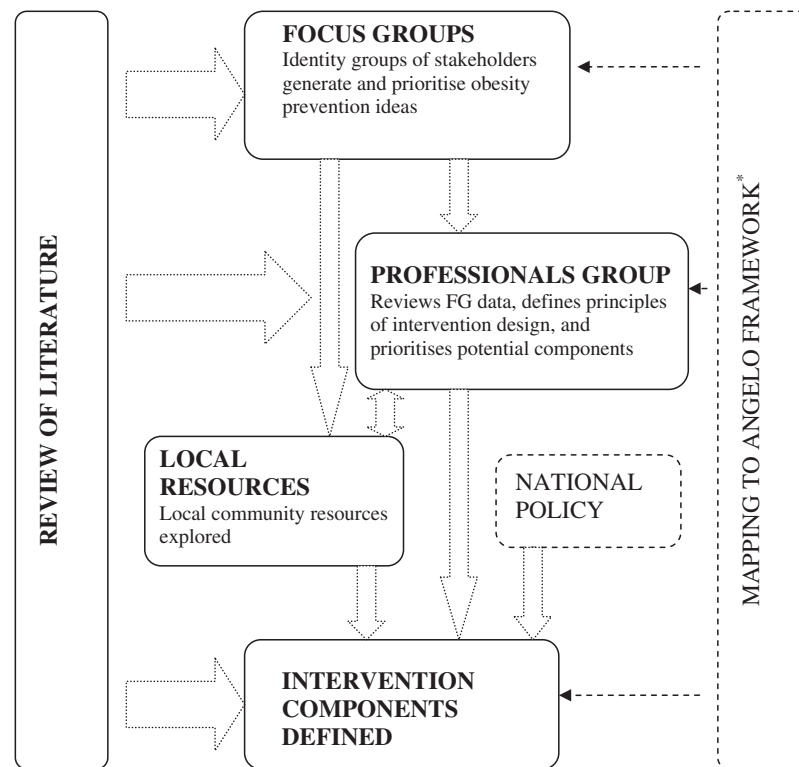 REVIEW OF LITERATURE
FOCUS GROUPS
Identity groups of stakeholders
generate and prioritise obesity
prevention ideas
PROFESSIONALS GROUP
Reviews FG data, defines principles
of intervention design, and
prioritises potential components
LOCAL
RESOURCES
Local community resources
explored
NATIONAL
POLICY
INTERVENTION
COMPONENTS
DEFINED
MAPPING TO ANGELO FRAMEWORK*